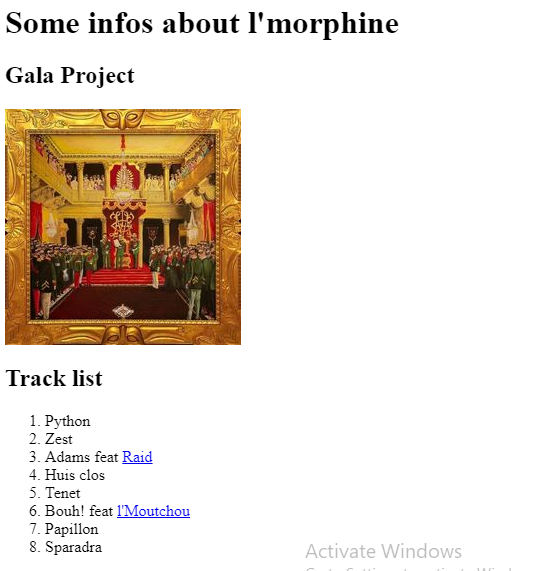 Some infos about l'morphine
Gala Project
Track list
1. Python
2. Zest
3. Adams feat Raid
4. Huis clos
5. Tenet
6. Bouh! feat l'Moutchou
7. Papillon
8. Sparadra
Activate Windows